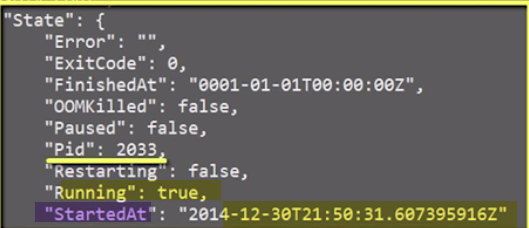 "State": {
"Error": "",
"ExitCode": 0,
"FinishedAt": "0001-01-01T00:00:00Z",
"OOMKilled": false,
"Paused": false,
"Pid": 2033,
"Restarting": false,
"Running": true,
"StartedAt": "2014-12-30T21:50:31.607395916Z"